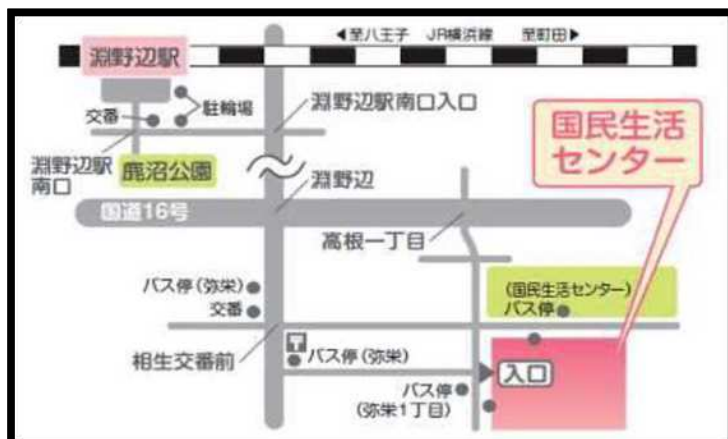 ◀至八王子 JR横浜線 至町田▶
淵野辺駅
交番
駐輪場
淵野辺駅南口入口
淵野辺駅
南口
鹿沼公園
国民生活
センター
淵野辺
国道16号
高根一丁目
バス停(弥栄)
交番
(国民生活センター)
バス停
相生交番前
バス停(弥栄)
入口
バス停
(弥栄1丁目)